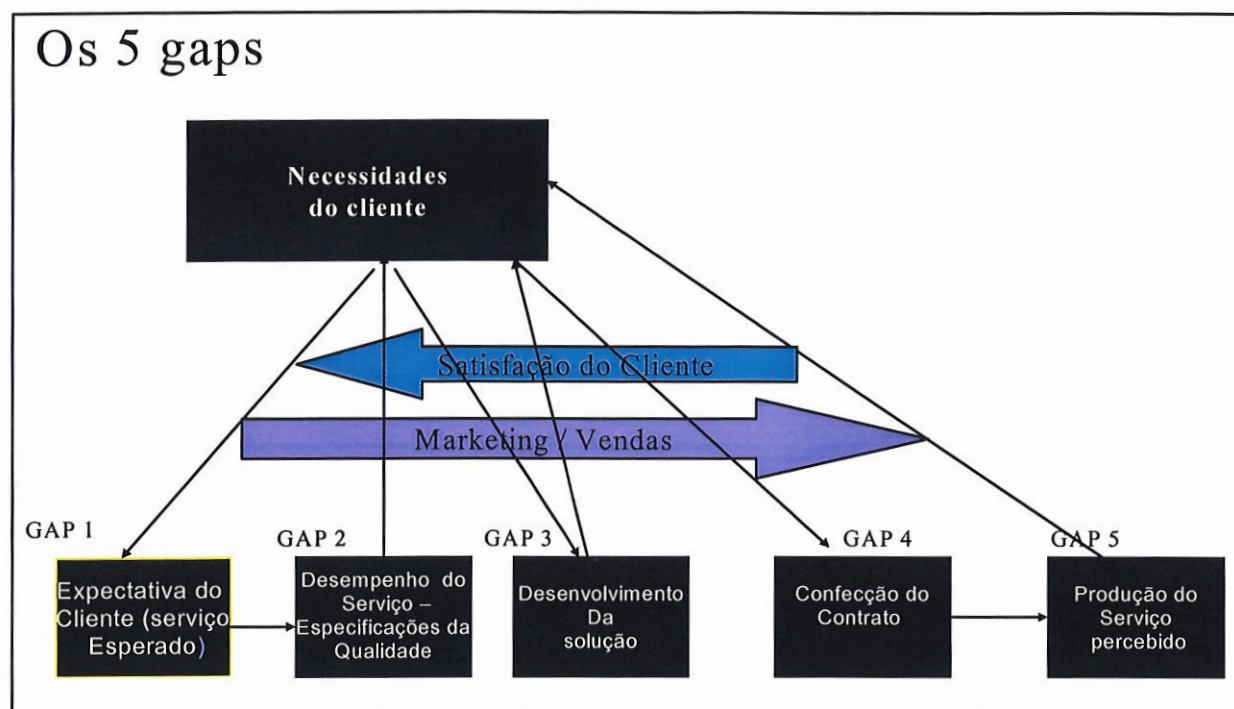 Os 5 gaps
Necessidades
do cliente
Satisfação do Cliente
Marketing / Vendas
GAP 1
GAP 2
GAP 3
GAP 4
GAP 5
Expectativa do
Cliente (serviço
Esperado)
Desempenho do
Serviço –
Especificações da
Qualidade
Desenvolvimento
Da
solução
Confecção do
Contrato
Produção do
Serviço
percebido